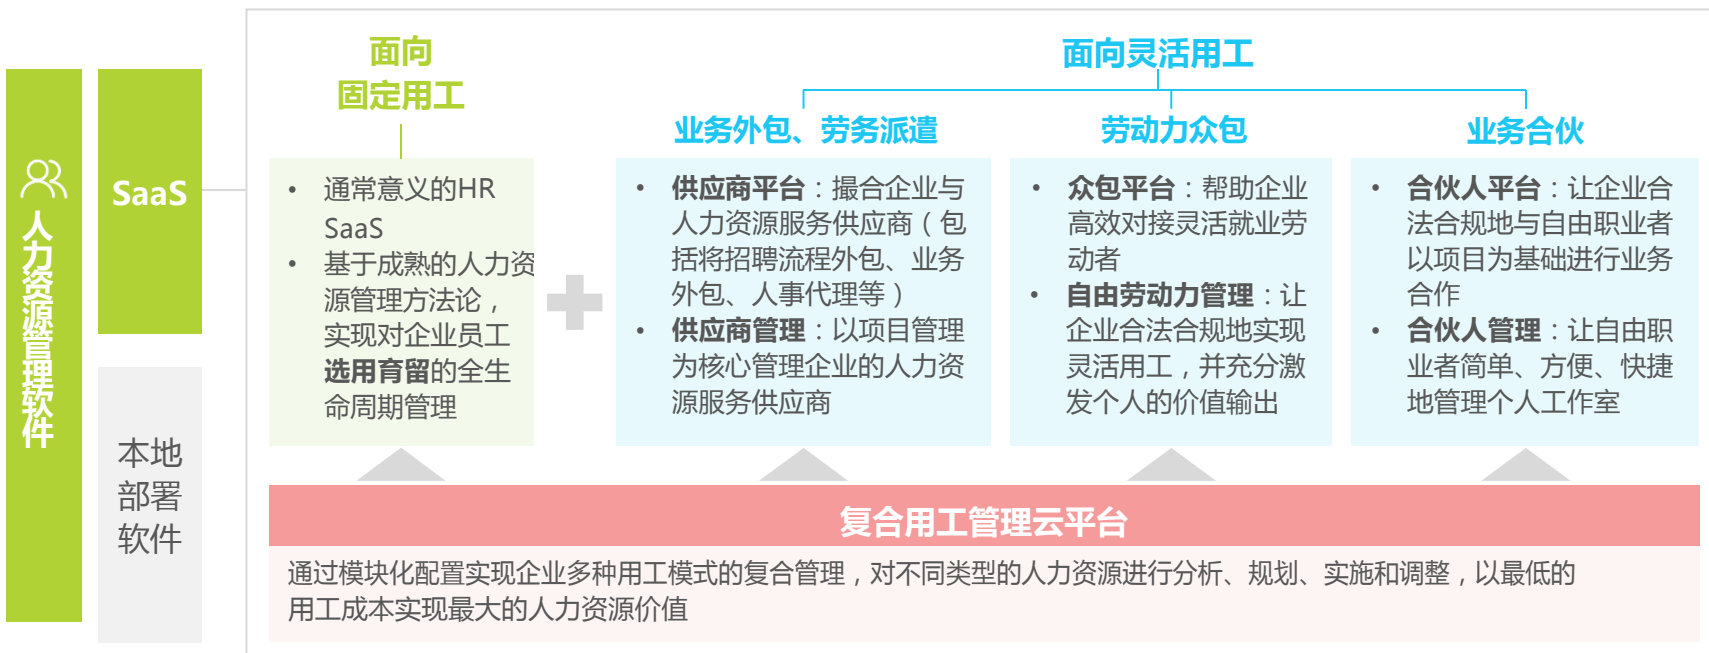 人力资源管理软件
SaaS
本地
部署
软件
面向
固定用工
• 通常意义的HR
SaaS
• 基于成熟的人力资
源管理方法论，
实现对企业员工
选用育留的全生
命周期管理
面向灵活用工
业务外包、劳务派遣
• 供应商平台：撮合企业与
人力资源服务供应商（包
括将招聘流程外包、业务
外包、人事代理等）
• 供应商管理：以项目管理
为核心管理企业的人力资
源服务供应商
劳动力众包
• 众包平台：帮助企业
高效对接灵活就业劳
动者
• 自由劳动力管理：让
企业合法合规地实现
灵活用工，并充分激
发个人的价值输出
业务合伙
• 合伙人平台：让企业合
法合规地与自由职业者
以项目为基础进行业务
合作
• 合伙人管理：让自由职
业者简单、方便、快捷
地管理个人工作室
复合用工管理云平台
通过模块化配置实现企业多种用工模式的复合管理，对不同类型的人力资源进行分析、规划、实施和调整，以最低的
用工成本实现最大的人力资源价值